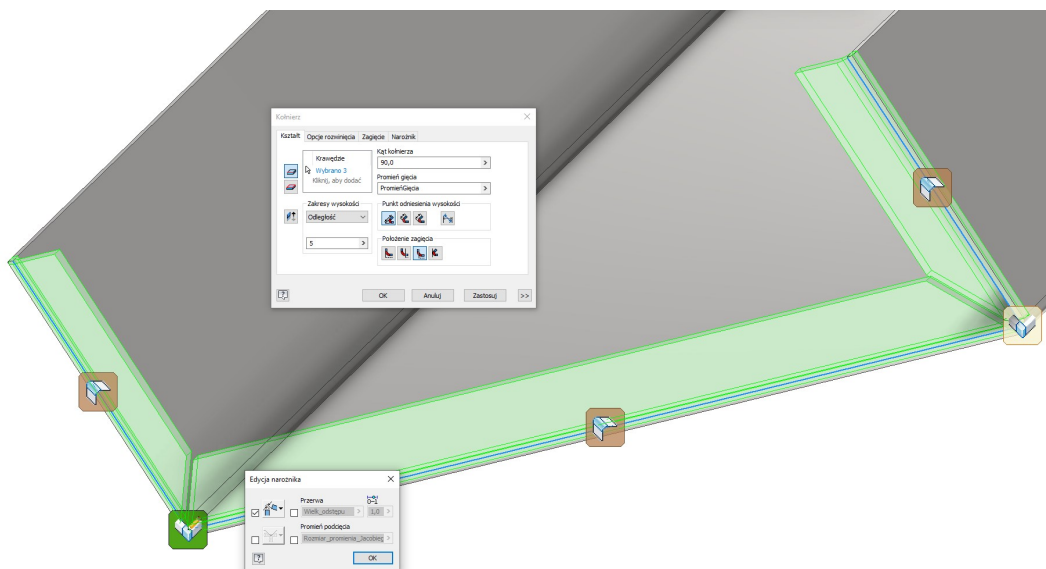 Kołnierz
Kształt Opcje rozwinięcia Zagięcie Narożnik
Krawędzie
Wybrano 3
Kliknij, aby dodać
Kąt kołnierza
90,0
Promień gięcia
PromieńGięcia
Zakresy wysokości
Odległość
5
Punkt odniesienia wysokości
Położenie zagięcia
OK Anuluj Zastosuj >>
Edycja narożnika
Przerwa
Wielk_odstępu 1,0
Promień podcięcia
Rozmiar_promienia_Jacobieg
OK